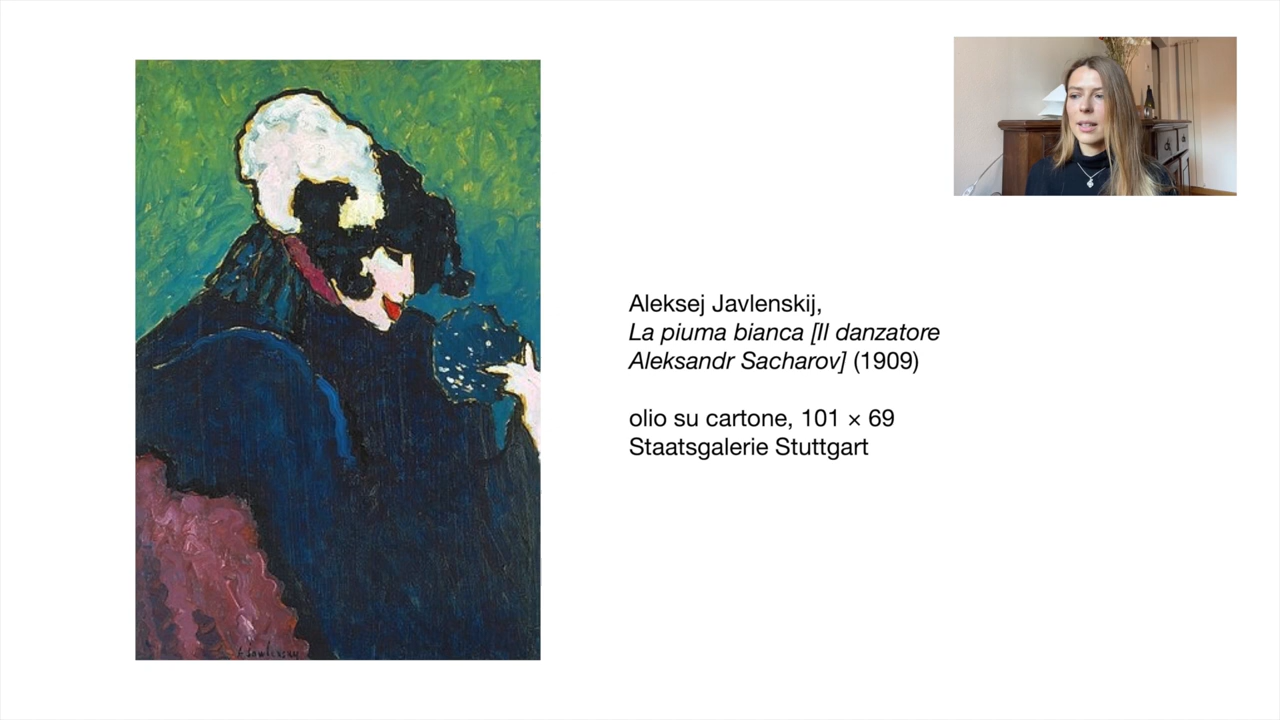 Aleksej Javlenskij,
La piuma bianca [Il danzatore
Aleksandr Sacharov] (1909)
olio su cartone, 101 × 69
Staatsgalerie Stuttgart